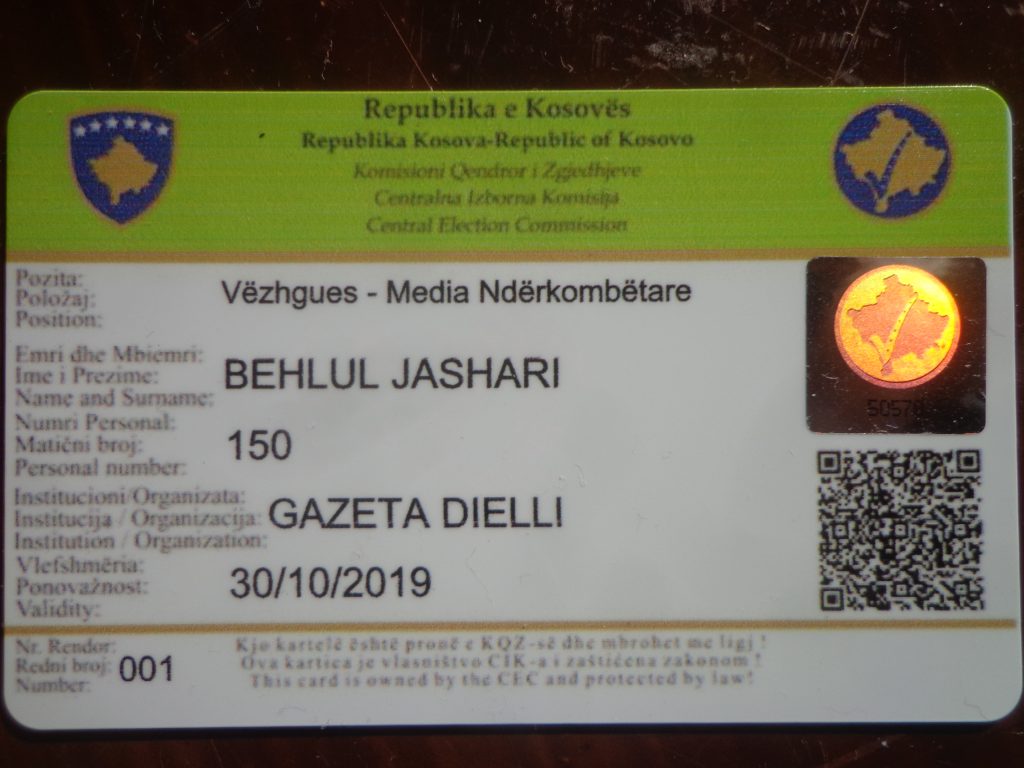 Republika e Kosovës
Republika Kosova-Republic of Kosovo
Komisioni Qendror i Zgjedhjeve
Centralna Izborna Komisija
Central Election Commission
Pozita:
Položaj:
Position:
Vëzhgues - Media Ndërkombëtare
Emri dhe Mbiemri:
Ime i Prezime:
Name and Surname:
BEHLUL JASHARI
Numri Personal:
Matični broj:
Personal number:
150
Institucioni/Organizata:
Institucija / Organizacija:
Institution / Organization:
GAZETA DIELLI
Vlefshmëria:
Ponovažnost:
Validity:
30/10/2019
Nr. Rendor:
Redni broj:
Number:
001
Kjo kartelë është pronë e KQZ-së dhe mbrohet me ligj !
Ova kartica je vlasništvo CIK-a i zaštičena zakonom !
This card is owned by the CEC and protected by law!